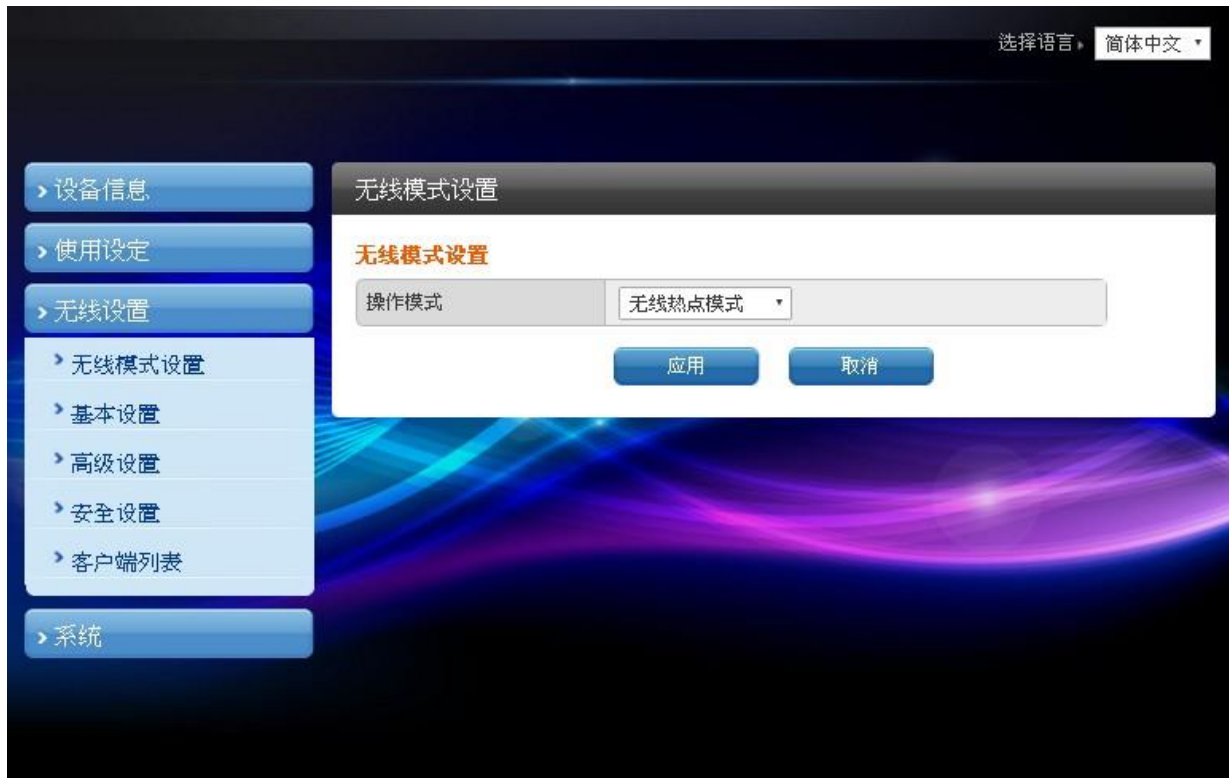 选择语言 简体中文
设备信息
使用设定
无线设置
无线模式设置
基本设置
高级设置
安全设置
客户端列表
系统
无线模式设置
无线模式设置
操作模式 无线热点模式
应用 取消